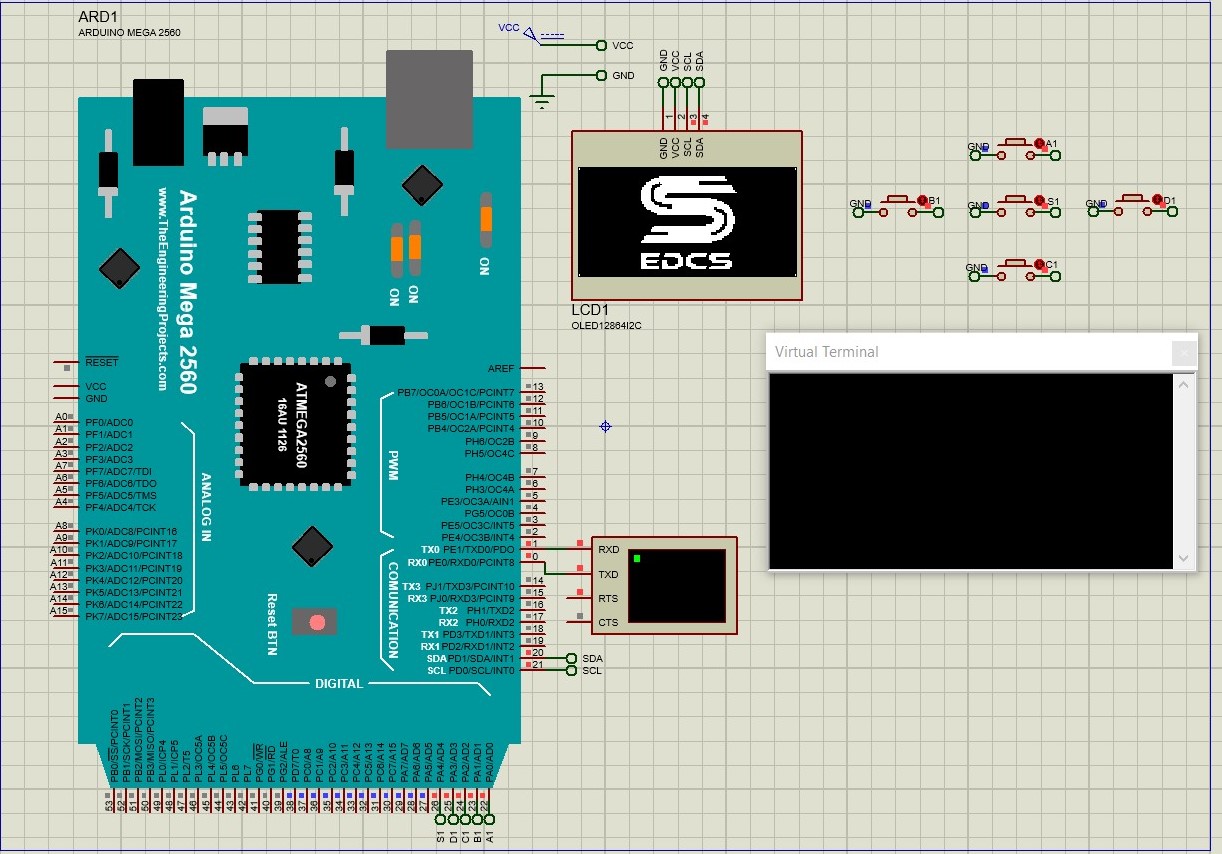 ARD1
ARDUINO MEGA 2560
VCC
VCC
GND
GND
VCC
SCL
SDA
1
2
3
4
GND
VCC
SCL
SDA
EDCS
LCD1
OLED12864I2C
GND
A1
GND
B1
GND
S1
GND
D1
GND
C1
Virtual Terminal
Arduino Mega 2560
www.TheEngineeringProjects.com
ON
ON
ON
ATMEGA2560
16AU 1126
RESET
VCC
GND
A0 PF0/ADC0
A1 PF1/ADC1
A2 PF2/ADC2
A3 PF3/ADC3
A7 PF7/ADC7/TDI
A6 PF6/ADC6/TDO
A5 PF5/ADC5/TMS
A4 PF4/ADC4/TCK
A8 PK0/ADC8/PCINT16
A9 PK1/ADC9/PCINT17
A10 PK2/ADC10/PCINT18
A11 PK3/ADC11/PCINT19
A12 PK4/ADC12/PCINT20
A13 PK5/ADC13/PCINT21
A14 PK6/ADC14/PCINT22
A15 PK7/ADC15/PCINT23
ANALOG IN
AREF
PB7/OC0A/OC1C/PCINT7 13
PB6/OC1B/PCINT6 12
PB5/OC1A/PCINT5 11
PB4/OC2A/PCINT4 10
PH6/OC2B 9
PH5/OC4C 8
PH4/OC4B 7
PH3/OC4A 6
PE3/OC3A/AIN1 5
PG5/OC0B 4
PE5/OC3C/INT5 3
PE4/OC3B/INT4 2
TX0 PE1/TXD0/PDO 1
RX0 PE0/RXD0/PCINT8 0
TX3 PJ1/TXD3/PCINT10 14
RX3 PJ0/RXD3/PCINT9 15
TX2 PH1/TXD2 16
RX2 PH0/RXD2 17
TX1 PD3/TXD1/INT3 18
RX1 PD2/RXD1/INT2 19
SDA PD1/SDA/INT1 20
SCL PD0/SCL/INT0 21
PWM
COMUNICATION
RXD
TXD
RTS
CTS
SDA
SCL
Reset BTN
DIGITAL
PB0/SS/PCINT0 53
PB1/SCK/PCINT1 52
PB2/MOSI/PCINT2 51
PB3/MISO/PCINT3 50
PL0/ICP4 49
PL1/ICP5 48
PL2/T5 47
PL3/OC5A 46
PL4/OC5B 45
PL5/OC5C 44
PL6 43
PL7 42
PG0/WR 41
PG1/RD 40
PG2/ALE 39
PD7/T0 38
PC0/A8 37
PC1/A9 36
PC2/A10 35
PC3/A11 34
PC4/A12 33
PC5/A13 32
PC6/A14 31
PC7/A15 30
PA7/AD7 29
PA6/AD6 28
PA5/AD5 27
PA4/AD4 26
PA3/AD3 25
PA2/AD2 24
PA1/AD1 23
PA0/AD0 22
S1
D1
C1
B1
A1